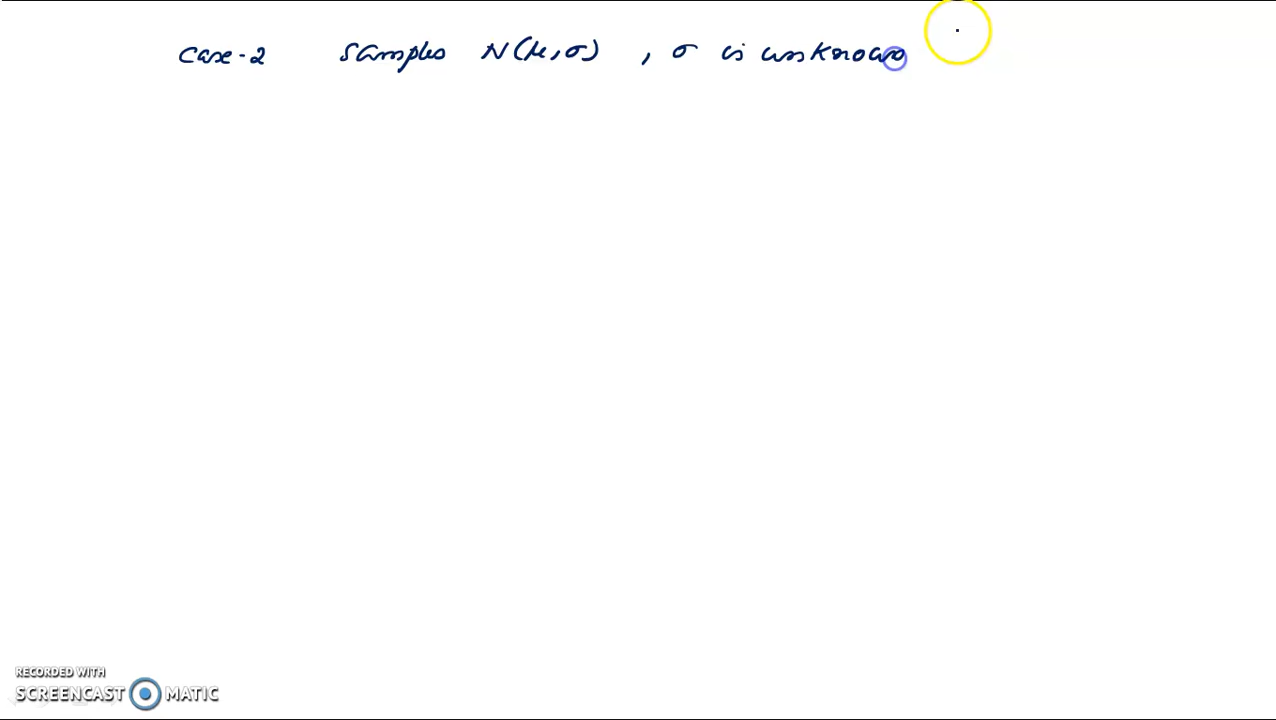 Case-2 Samples N(μ,σ) , σ is unknown
RECORDED WITH
SCREENCAST MATIC